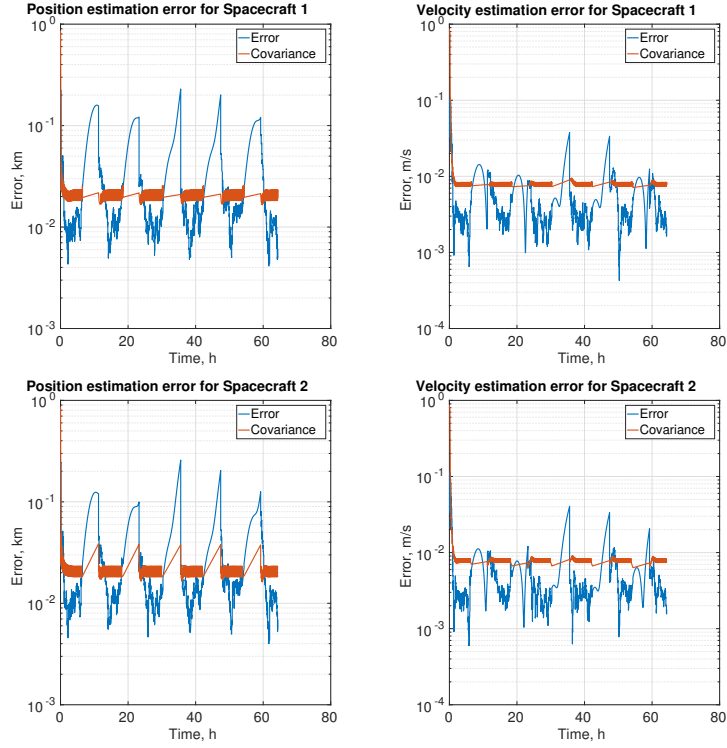 Position estimation error for Spacecraft 1
10^0
10^-1
10^-2
10^-3
Error, km
Error
Covariance
0 20 40 60 80
Time, h
Velocity estimation error for Spacecraft 1
10^0
10^-1
10^-2
10^-3
10^-4
Error, m/s
Error
Covariance
0 20 40 60 80
Time, h
Position estimation error for Spacecraft 2
10^0
10^-1
10^-2
10^-3
Error, km
Error
Covariance
0 20 40 60 80
Time, h
Velocity estimation error for Spacecraft 2
10^0
10^-1
10^-2
10^-3
10^-4
Error, m/s
Error
Covariance
0 20 40 60 80
Time, h